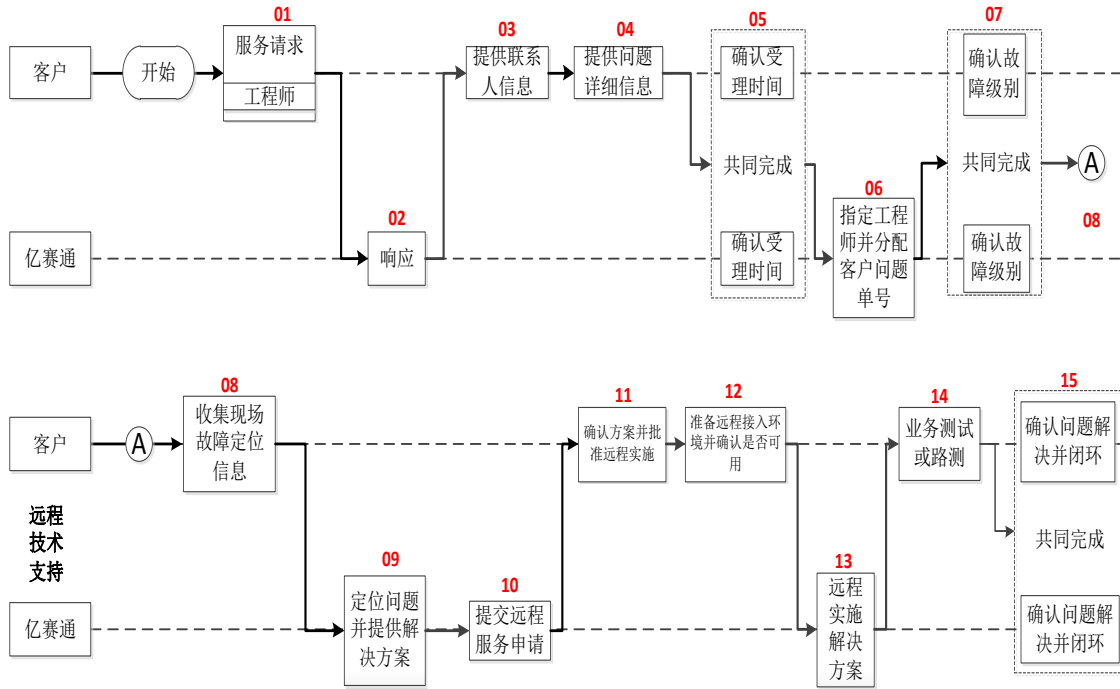 01
服务请求
工程师
客户
开始
03
提供联系
人信息
04
提供问题
详细信息
05
确认受
理时间
共同完成
确认受
理时间
07
确认故
障级别
共同完成
确认故
障级别
A
08
02
响应
亿赛通
06
指定工程
师并分配
客户问题
单号
客户
A
08
收集现场
故障定位
信息
远程
技术
支持
亿赛通
09
定位问题
并提供解
决方案
10
提交远程
服务申请
11
确认方案并批
准远程实施
12
准备远程接入环
境并确认是否可
用
13
远程
实施
解决
方案
14
业务测试
或路测
15
确认问题解
决并闭环
共同完成
确认问题解
决并闭环